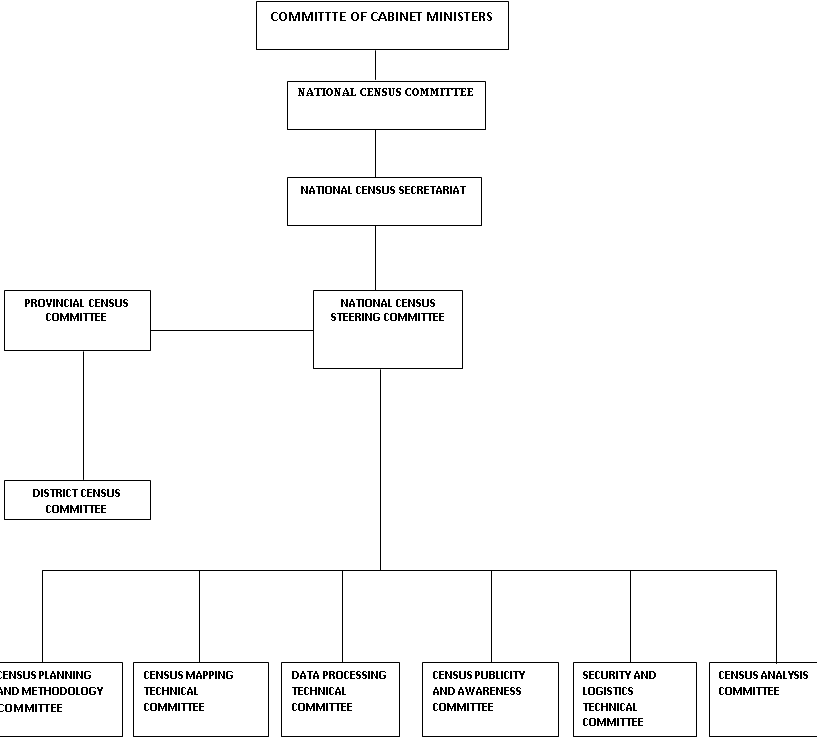 COMMITTTE OF CABINET MINISTERS
NATIONAL CENSUS COMMITTEE
NATIONAL CENSUS SECRETARIAT
PROVINCIAL CENSUS
COMMITTEE
NATIONAL CENSUS
STEERING COMMITTEE
DISTRICT CENSUS
COMMITTEE
CENSUS PLANNING
AND METHODOLOGY
COMMITTEE
CENSUS MAPPING
TECHNICAL
COMMITTEE
DATA PROCESSING
TECHNICAL
COMMITTEE
CENSUS PUBLICITY
AND AWARENESS
COMMITTEE
SECURITY AND
LOGISTICS
TECHNICAL
COMMITTEE
CENSUS ANALYSIS
COMMITTEE